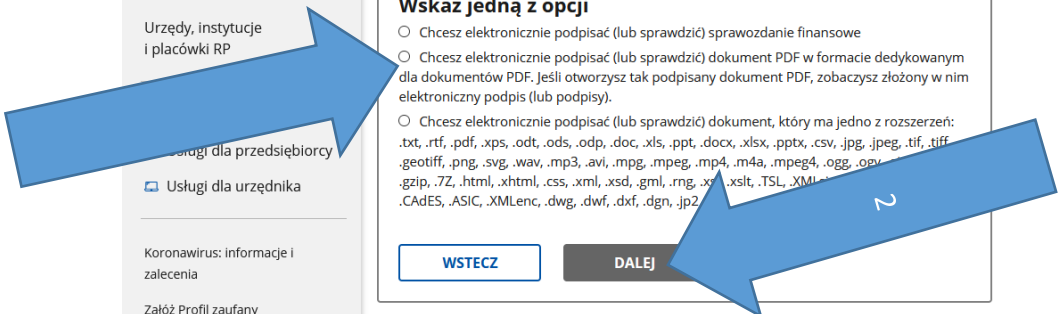 Urzędy, instytucje
i placówki RP
dla przedsiębiorcy
Usługi dla urzędnika
Koronawirus: informacje i
zalecenia
Załóż Profil zaufany
Wskaż jedną z opcji
Chcesz elektronicznie podpisać (lub sprawdzić) sprawozdanie finansowe
Chcesz elektronicznie podpisać (lub sprawdzić) dokument PDF w formacie dedykowanym
dla dokumentów PDF. Jeśli otworzysz tak podpisany dokument PDF, zobaczysz złożony w nim
elektroniczny podpis (lub podpisy).
Chcesz elektronicznie podpisać (lub sprawdzić) dokument, który ma jedno z rozszerzeń:
.txt, .rtf, .pdf, .xps, .odt, .ods, .odp, .doc, .xls, .ppt, .docx, .xlsx, .pptx, .csv, .jpg, .jpeg, .tif, .tiff
.geotiff, .png, .svg, .wav, .mp3, .avi, .mpg, .mpeg, .mp4, .m4a, .mpeg4, .ogg,
.gzip, .7Z, .html, .xhtml, .css, .xml, .xsd, .gml, .rng, .xslt, .TSL,
.CAdES, .ASIC, .XMLenc, .dwg, .dwf, .dxf, .dgn, .jp2
2
WSTECZ
DALEJ